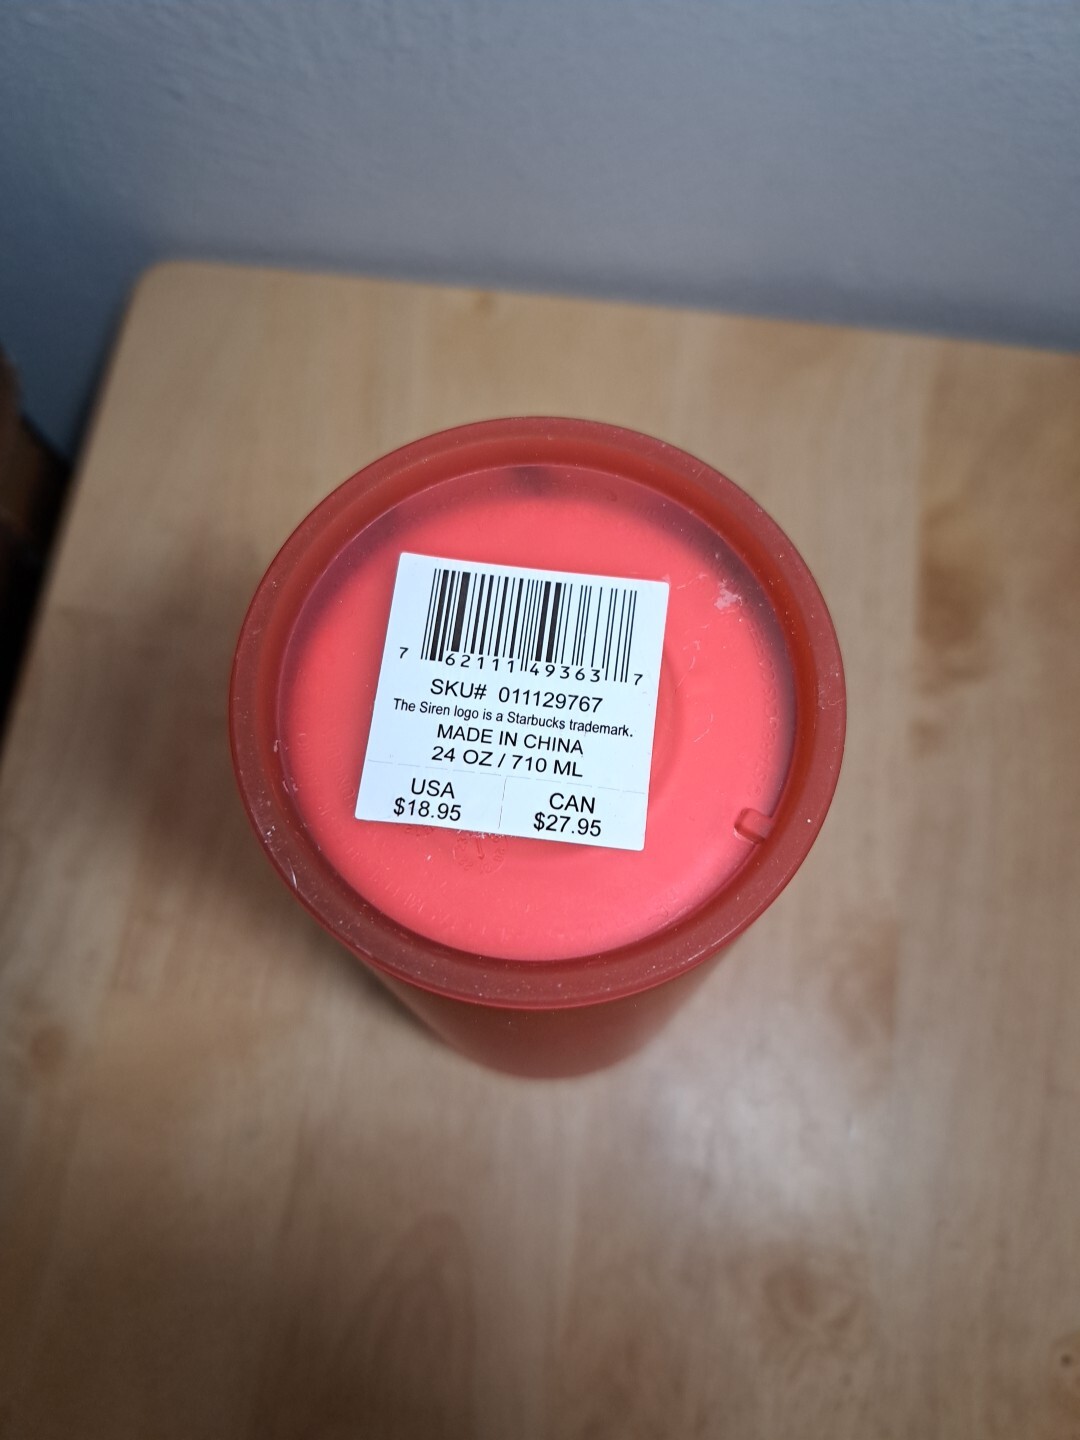 7 62111 49363 7
SKU# 011129767
The Siren logo is a Starbucks trademark.
MADE IN CHINA
24 OZ / 710 ML
USA CAN
$18.95 $27.95